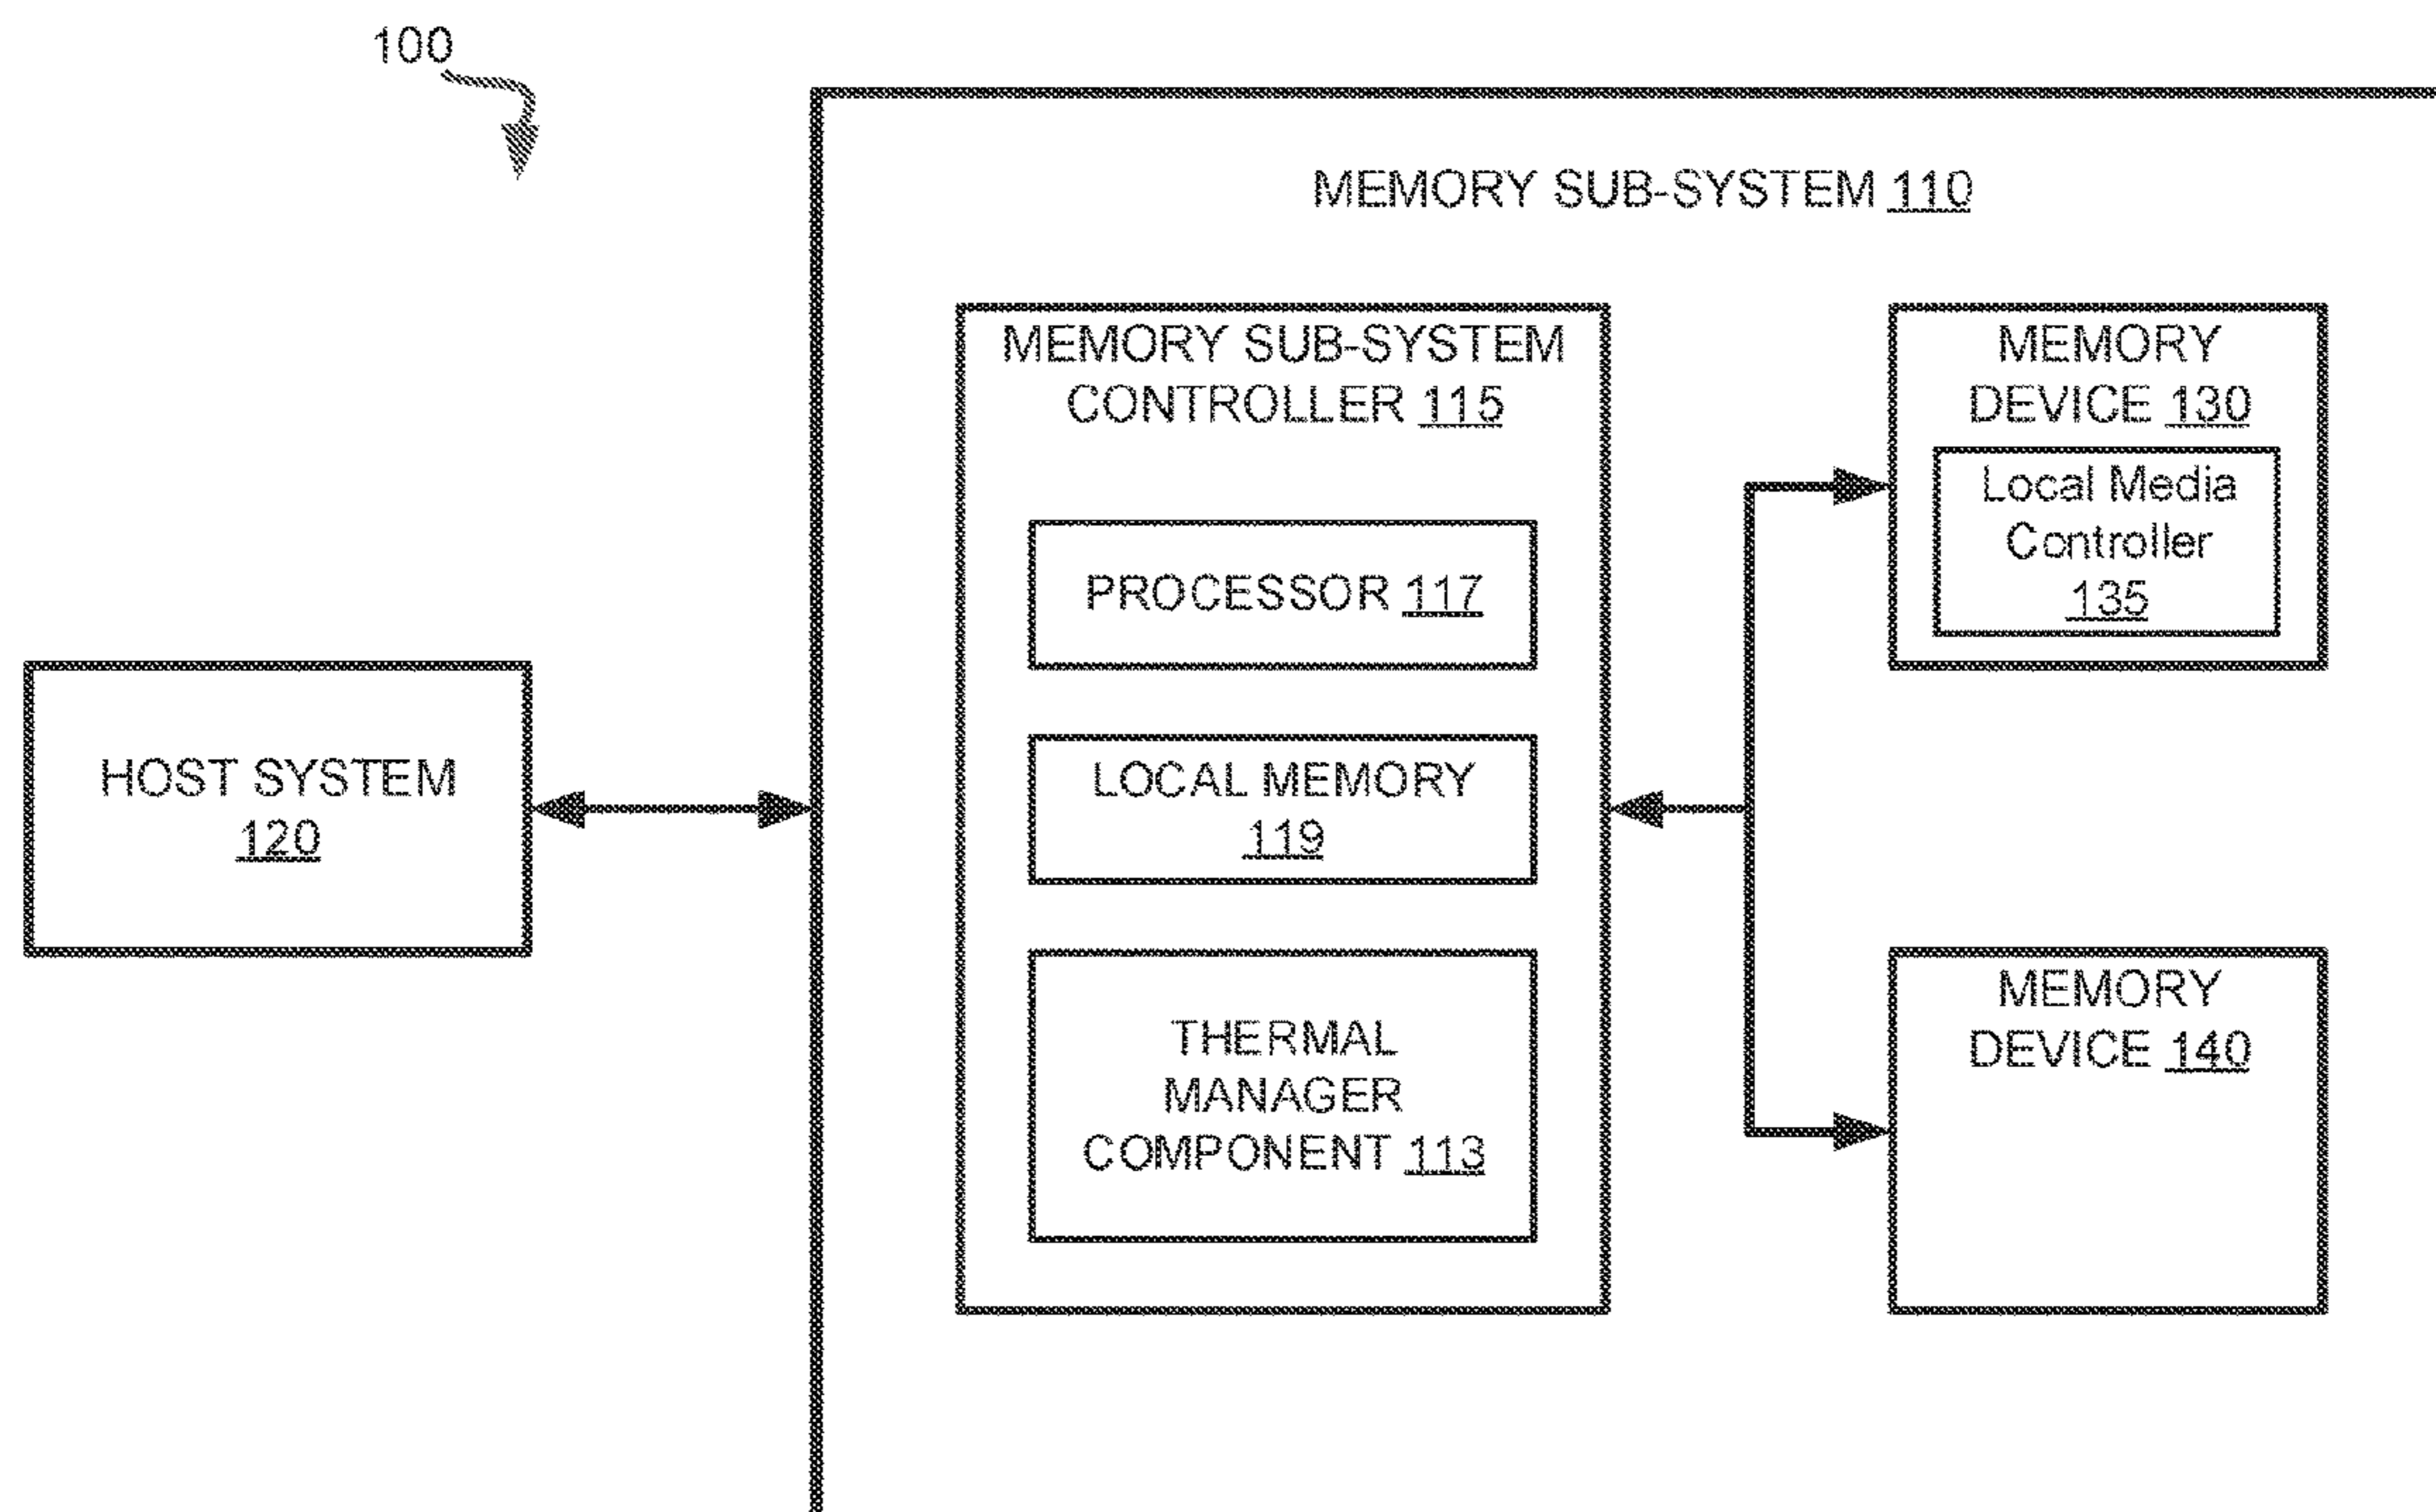 100
MEMORY SUB-SYSTEM 110
MEMORY SUB-SYSTEM
CONTROLLER 115
PROCESSOR 117
LOCAL MEMORY
119
THERMAL
MANAGER
COMPONENT 113
MEMORY
DEVICE 130
Local Media
Controller
135
MEMORY
DEVICE 140
HOST SYSTEM
120